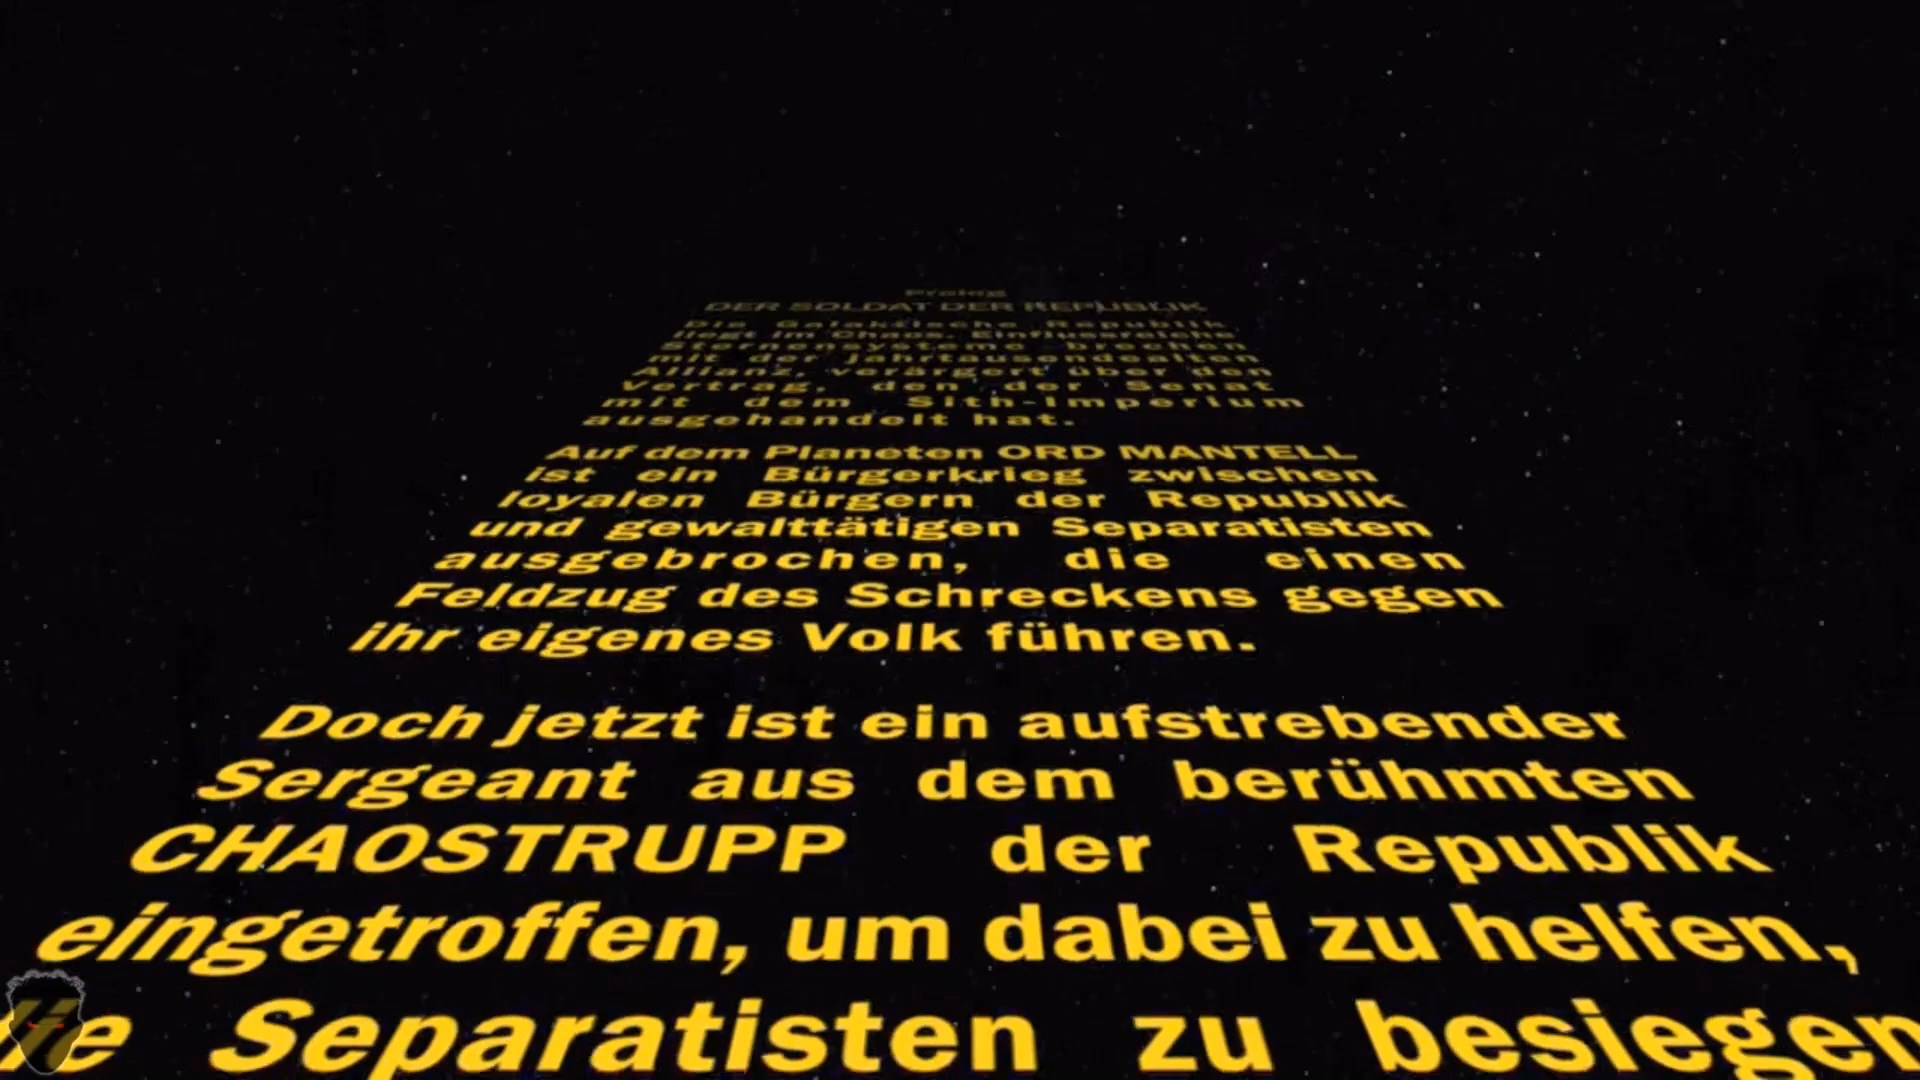 Prolog
DER SOLDAT DER REPUBLIK
Die Galaktische Republik
liegt im Chaos. Einflussreiche
Sternensysteme brechen
mit der jahrtausendealten
Allianz, verärgert über den
Vertrag, den der Senat
mit dem Sith-Imperium
ausgehandelt hat.
Auf dem Planeten ORD MANTELL
ist ein Bürgerkrieg zwischen
loyalen Bürgern der Republik
und gewalttätigen Separatisten
ausgebrochen, die einen
Feldzug des Schreckens gegen
ihr eigenes Volk führen.
Doch jetzt ist ein aufstrebender
Sergeant aus dem berühmten
CHAOSTRUPP der Republik
eingetroffen, um dabei zu helfen,
Separatisten zu besiegen